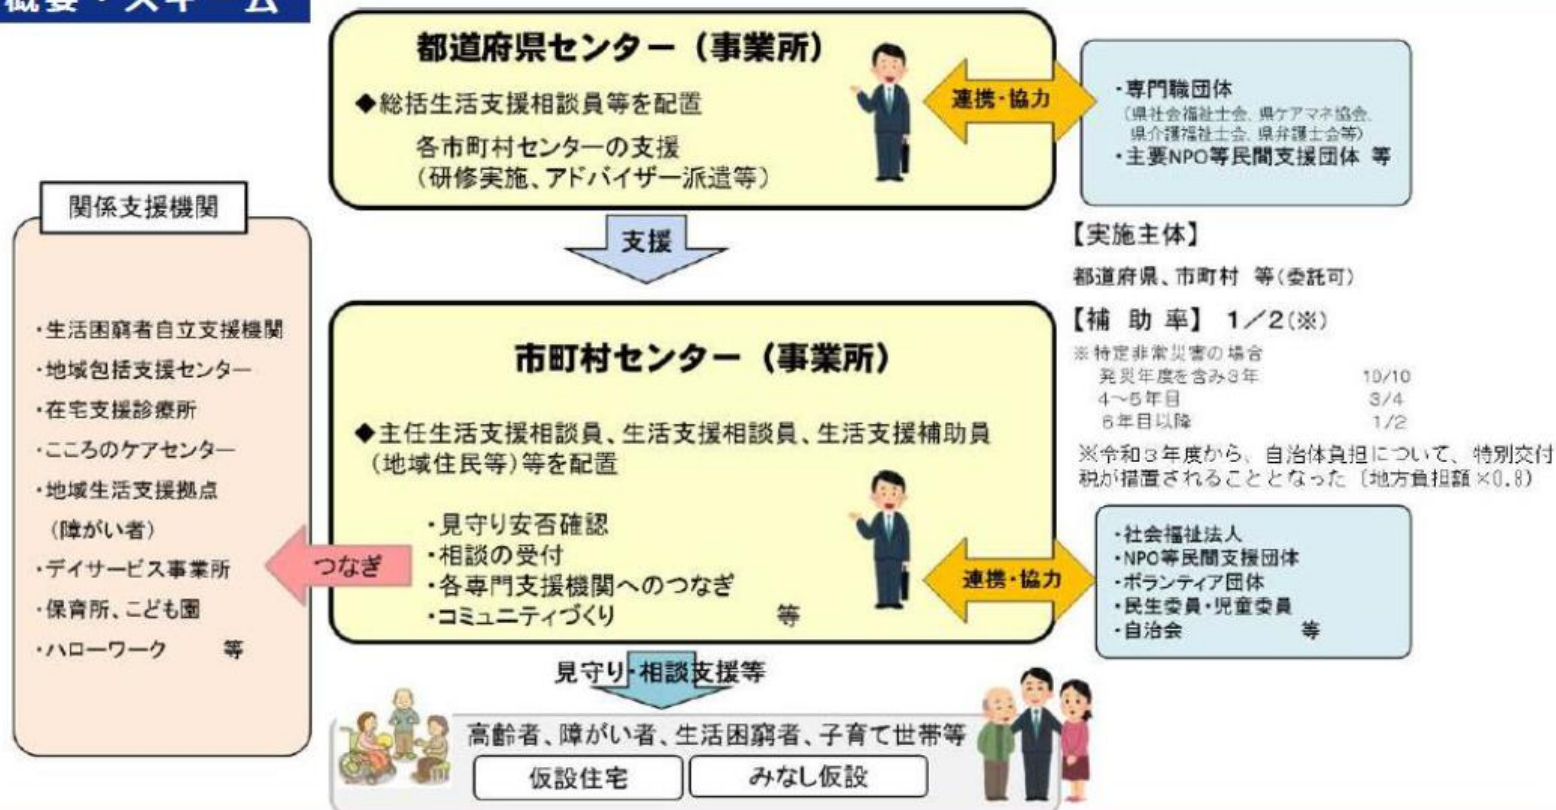 概要・スキーム
都道府県センター（事業所）
◆総括生活支援相談員等を配置
各市町村センターの支援
（研修実施、アドバイザー派遣等）
連携・協力
・専門職団体
（県社会福祉士会、県ケアマネ協会、
県介護福祉士会、県弁護士会等）
・主要NPO等民間支援団体 等
支援
【実施主体】
都道府県、市町村 等（委託可）
【補 助 率】 1／2（※）
※特定非常災害の場合
発災年度を含み3年 10/10
4～5年目 3/4
6年目以降 1/2
※令和3年度から、自治体負担について、特別交付
税が措置されることとなった〔地方負担額×0.8）
関係支援機関
・生活困窮者自立支援機関
・地域包括支援センター
・在宅支援診療所
・こころのケアセンター
・地域生活支援拠点
（障がい者）
・デイサービス事業所
・保育所、こども園
・ハローワーク 等
つなぎ
市町村センター（事業所）
◆主任生活支援相談員、生活支援相談員、生活支援補助員
（地域住民等）等を配置
・見守り安否確認
・相談の受付
・各専門支援機関へのつなぎ
・コミュニティづくり 等
連携・協力
・社会福祉法人
・NPO等民間支援団体
・ボランティア団体
・民生委員・児童委員
・自治会 等
見守り・相談支援等
高齢者、障がい者、生活困窮者、子育て世帯等
仮設住宅
みなし仮設